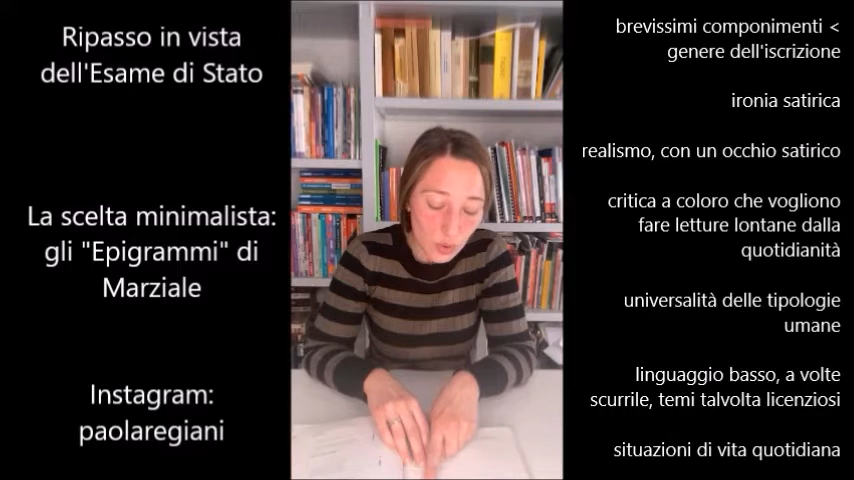 Ripasso in vista
dell'Esame di Stato
La scelta minimalista:
gli "Epigrammi" di
Marziale
Instagram:
paolaregiani
brevissimi componimenti <
genere dell'iscrizione
ironia satirica
realismo, con un occhio satirico
critica a coloro che vogliono
fare letture lontane dalla
quotidianità
universalità delle tipologie
umane
linguaggio basso, a volte
scurrile, temi talvolta licenziosi
situazioni di vita quotidiana